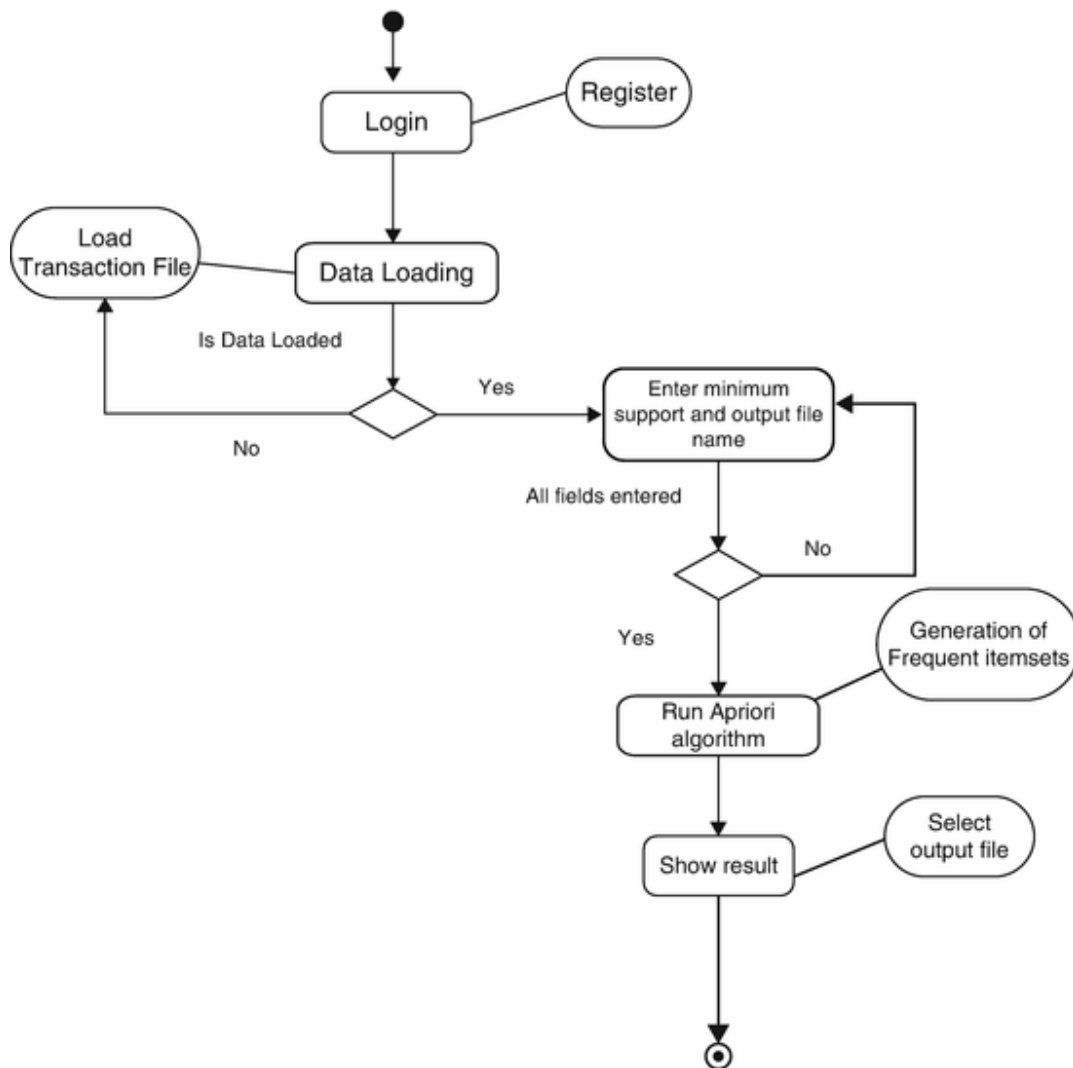 Register
Login
Load
Transaction File
Data Loading
Is Data Loaded
Yes
No
Enter minimum
support and output file
name
All fields entered
No
Yes
Generation of
Frequent itemsets
Run Apriori
algorithm
Select
output file
Show result